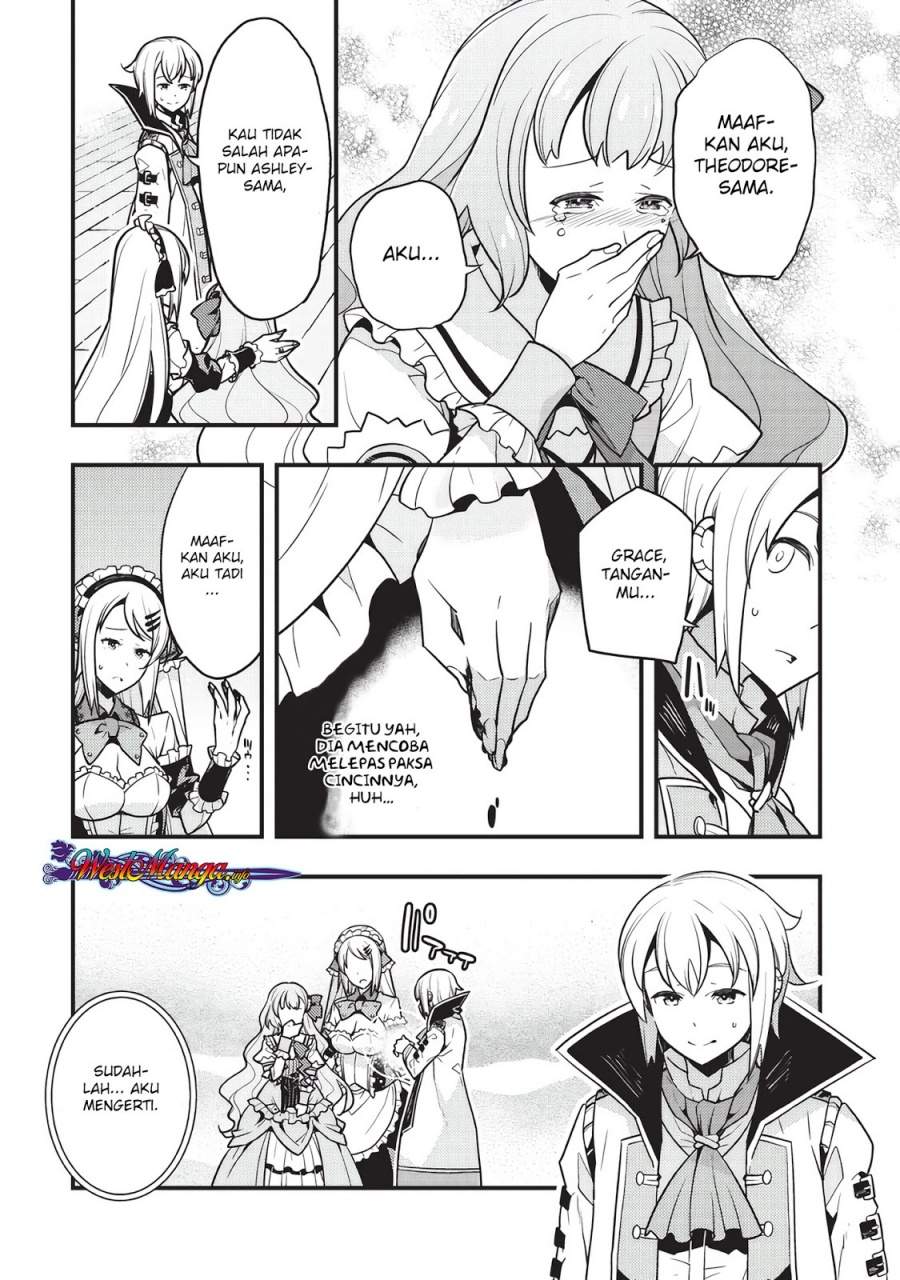 MAAF-
KAN AKU,
THEODORE-
SAMA.
AKU...
KAU TIDAK
SALAH APA-
PUN ASHLEY-
SAMA,
GRACE,
TANGAN-
MU...
BEGITU YAH,
DIA MENCOBA
MELEPAS PAKSA
CINCINNYA,
HUH...
MAAF-
KAN AKU,
AKU TADI
...
WestManga.info
SUDAH-
LAH... AKU
MENGERTI.